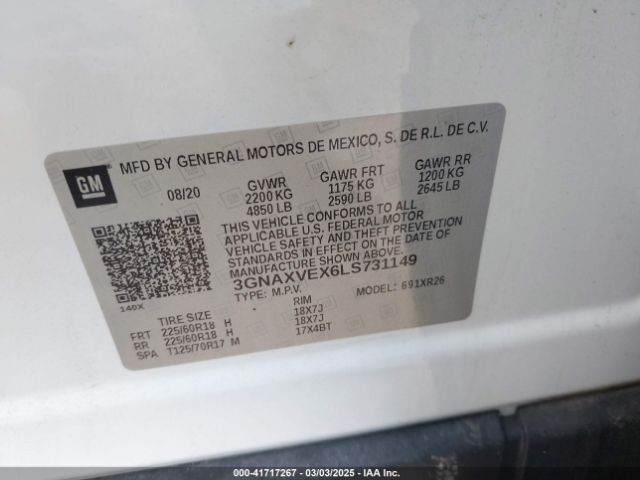 MFD BY GENERAL MOTORS DE MEXICO, S. DE R.L. DE C.V.
GM
08/20 GVWR GAWR FRT GAWR RR
2200 KG 1175 KG 1200 KG
4850 LB 2590 LB 2645 LB
THIS VEHICLE CONFORMS TO ALL
APPLICABLE U.S. FEDERAL MOTOR
VEHICLE SAFETY AND THEFT PREVENTION
STANDARDS IN EFFECT ON THE DATE OF
MANUFACTURE SHOWN ABOVE.
3GNAXVEX6LS731149
140X
TYPE: M.P.V. MODEL: 691XR26
TIRE SIZE RIM
FRT 225/60R18 H 18X7J
RR 225/60R18 H 18X7J
SPA T125/70R17 M 17X4BT
000-41717267 | 03/03/2025 | IAA Inc.